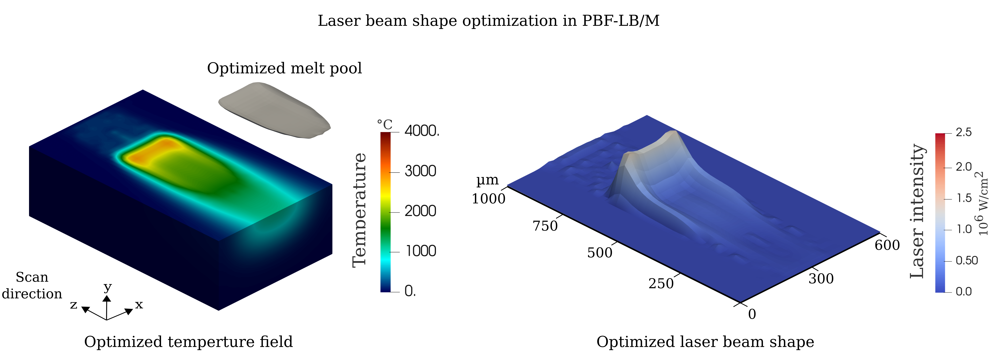 Laser beam shape optimization in PBF-LB/M
Optimized melt pool
°C
4000.
3000
2000
1000
0.
Temperature
Scan
direction
y
z
x
Optimized temperture field
µm
1000
750
500
250
0
300
600
Laser intensity
2.5
2.0
1.5
1.0
0.50
0.0
10⁶ W/cm²
Optimized laser beam shape